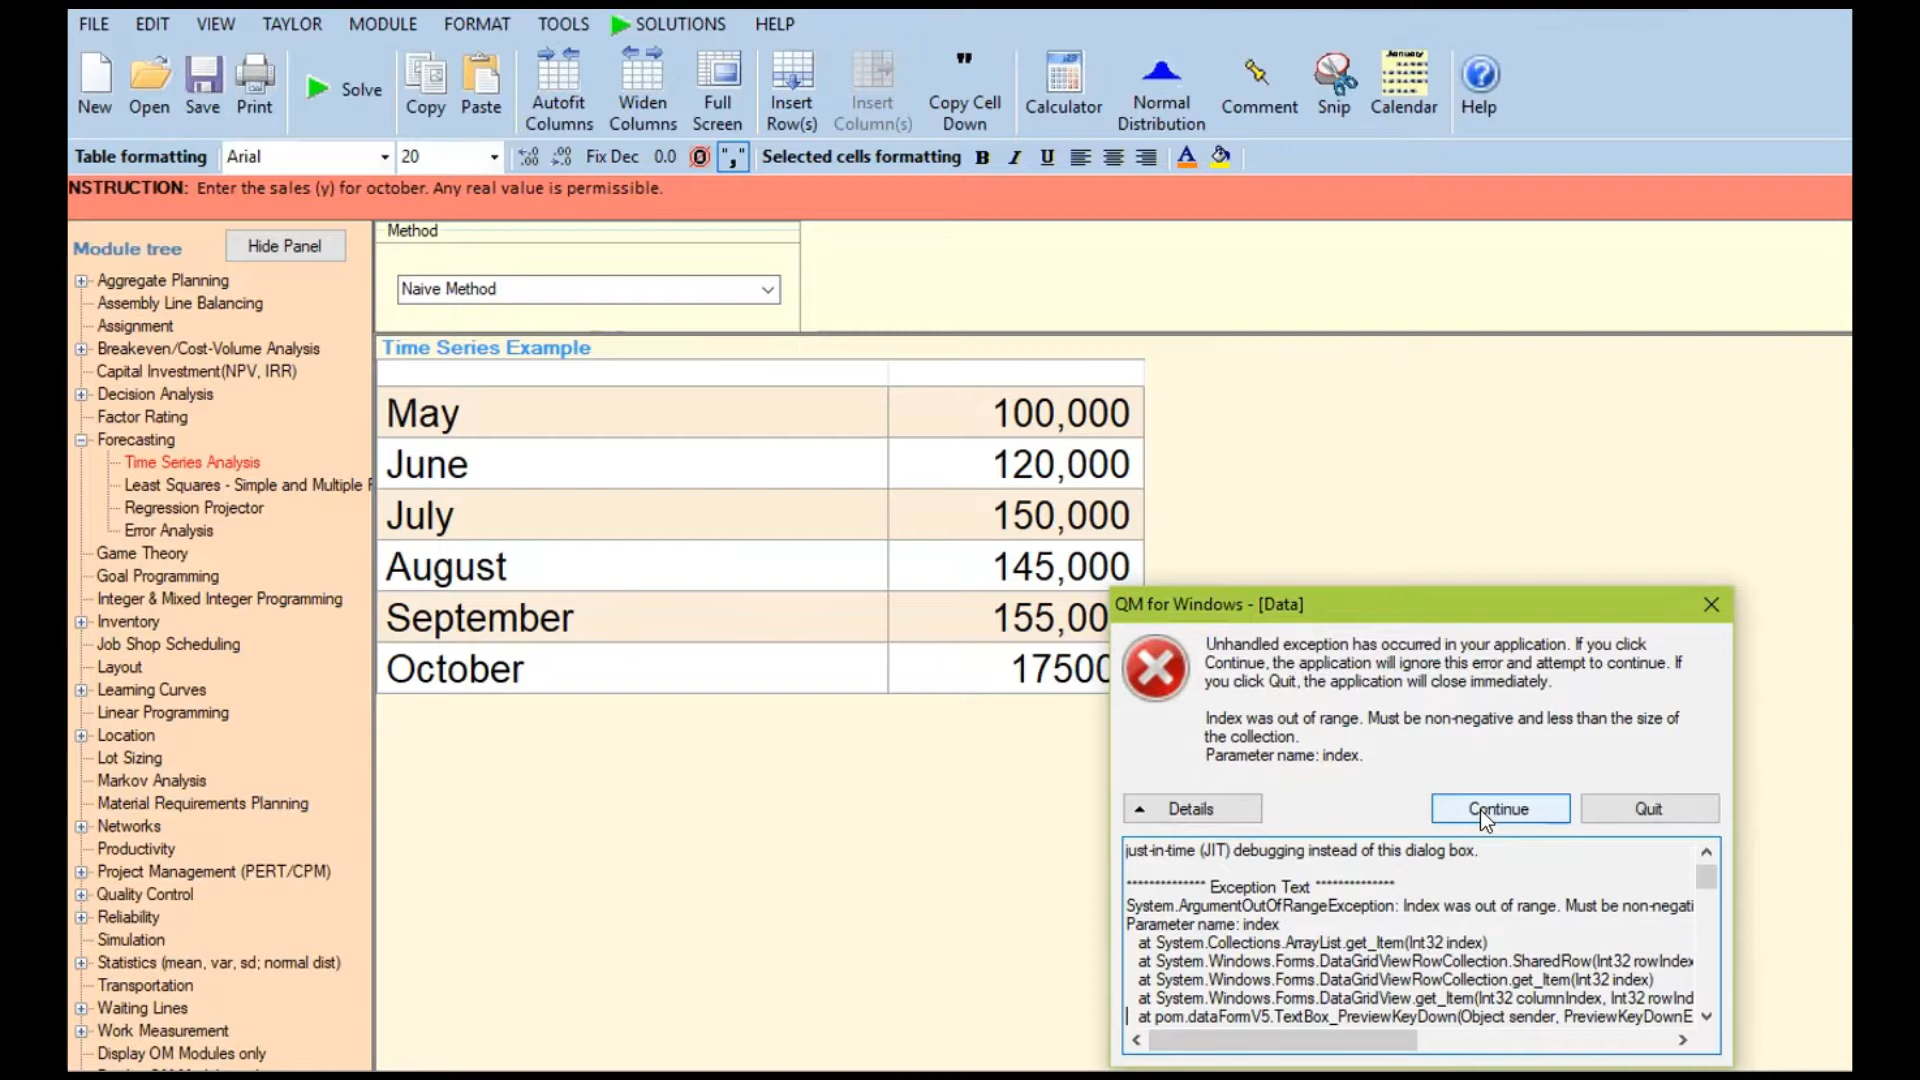 FILE EDIT VIEW TAYLOR MODULE FORMAT TOOLS SOLUTIONS HELP
New Open Save Print Solve Copy Paste Autofit Columns Widen Columns Full Screen Insert Row(s) Insert Column(s) Copy Cell Down Calculator Normal Distribution Comment Snip January Calendar Help
Table formatting Arial 20 Fix Dec 0.0 "," Selected cells formatting B I U A
NSTRUCTION: Enter the sales (y) for october. Any real value is permissible.
Module tree Hide Panel
Aggregate Planning
Assembly Line Balancing
Assignment
Breakeven/Cost-Volume Analysis
Capital Investment(NPV, IRR)
Decision Analysis
Factor Rating
Forecasting
Time Series Analysis
Least Squares - Simple and Multiple
Regression Projector
Error Analysis
Game Theory
Goal Programming
Integer & Mixed Integer Programming
Inventory
Job Shop Scheduling
Layout
Learning Curves
Linear Programming
Location
Lot Sizing
Markov Analysis
Material Requirements Planning
Networks
Productivity
Project Management (PERT/CPM)
Quality Control
Reliability
Simulation
Statistics (mean, var, sd; normal dist)
Transportation
Waiting Lines
Work Measurement
Display OM Modules only
Method
Naive Method
Time Series Example
May 100,000
June 120,000
July 150,000
August 145,000
September 155,00
October 1750
QM for Windows - [Data]
Unhandled exception has occurred in your application. If you click
Continue, the application will ignore this error and attempt to continue. If
you click Quit, the application will close immediately.
Index was out of range. Must be non-negative and less than the size of
the collection.
Parameter name: index.
Details Continue Quit
just-in-time (JIT) debugging instead of this dialog box.
************** Exception Text **************
System.ArgumentOutOfRangeException: Index was out of range. Must be non-negati
Parameter name: index
at System.Collections.ArrayList.get_Item(Int32 index)
at System.Windows.Forms.DataGridViewRowCollection.SharedRow(Int32 rowIndex
at System.Windows.Forms.DataGridViewRowCollection.get_Item(Int32 index)
at System.Windows.Forms.DataGridView.get_Item(Int32 columnIndex, Int32 rowInd
at pom.dataFormV5.TextBox_PreviewKeyDown(Object sender, PreviewKeyDownE